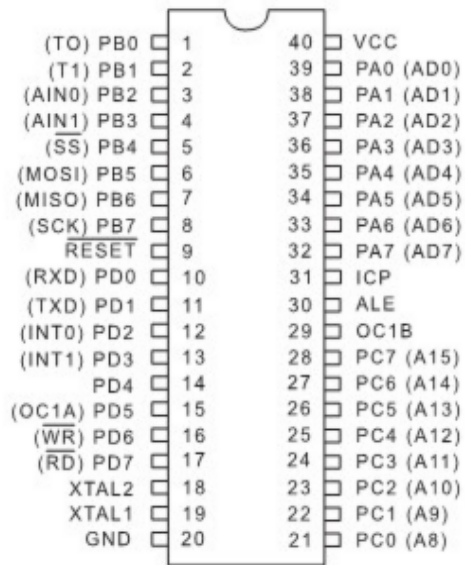 (TO) PB0 1 40 VCC
(T1) PB1 2 39 PA0 (AD0)
(AIN0) PB2 3 38 PA1 (AD1)
(AIN1) PB3 4 37 PA2 (AD2)
(S̅S̅) PB4 5 36 PA3 (AD3)
(MOSI) PB5 6 35 PA4 (AD4)
(MISO) PB6 7 34 PA5 (AD5)
(SCK) PB7 8 33 PA6 (AD6)
R̅E̅S̅E̅T̅ 9 32 PA7 (AD7)
(RXD) PD0 10 31 ICP
(TXD) PD1 11 30 ALE
(INT0) PD2 12 29 OC1B
(INT1) PD3 13 28 PC7 (A15)
PD4 14 27 PC6 (A14)
(OC1A) PD5 15 26 PC5 (A13)
(W̅R̅) PD6 16 25 PC4 (A12)
(R̅D̅) PD7 17 24 PC3 (A11)
XTAL2 18 23 PC2 (A10)
XTAL1 19 22 PC1 (A9)
GND 20 21 PC0 (A8)